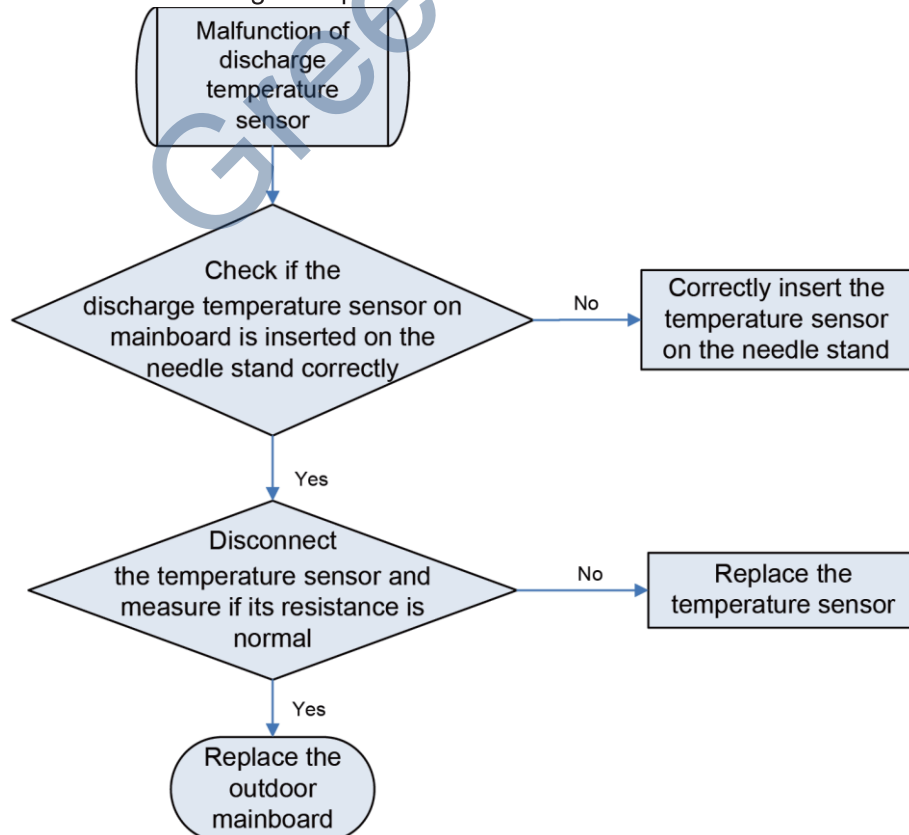 Malfunction of
discharge
temperature
sensor
Check if the
discharge temperature sensor on
mainboard is inserted on the
needle stand correctly
No
Correctly insert the
temperature sensor
on the needle stand
Yes
Disconnect
the temperature sensor and
measure if its resistance is
normal
No
Replace the
temperature sensor
Yes
Replace the
outdoor
mainboard
Gree